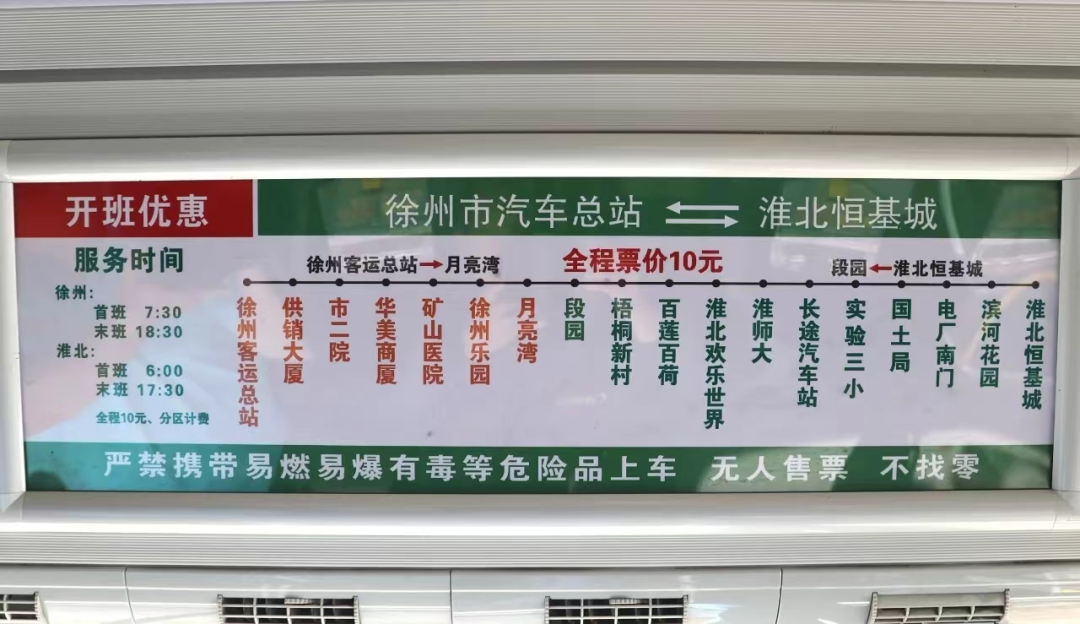 开班优惠
徐州市汽车总站 ⇌ 淮北恒基城
服务时间
徐州：
首班 7:30
末班 18:30
淮北：
首班 6:00
末班 17:30
全程10元、分区计费
徐州客运总站→月亮湾
全程票价10元
段园←淮北恒基城
徐州客运总站
供销大厦
市二院
华美商厦
矿山医院
徐州乐园
月亮湾
段园
梧桐新村
百莲百荷
淮北欢乐世界
淮师大
长途汽车站
实验三小
国土局
电厂南门
滨河花园
淮北恒基城
严禁携带易燃易爆有毒等危险品上车 无人售票 不找零